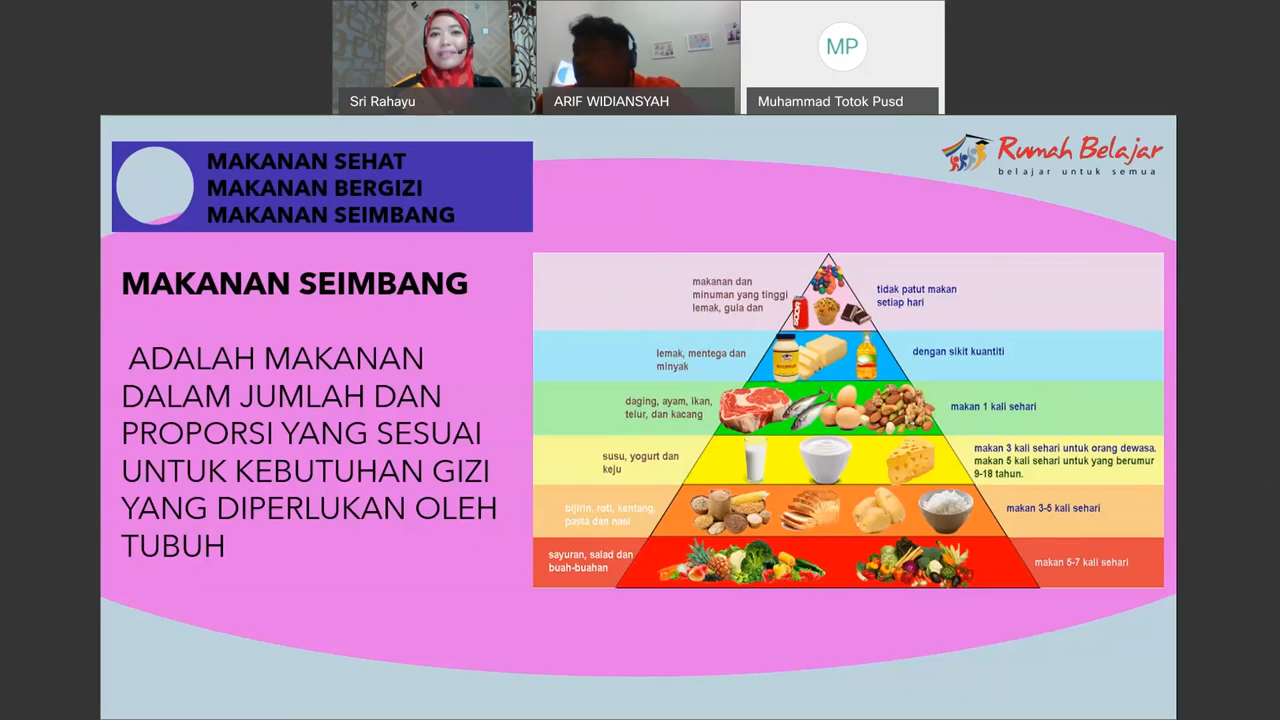 Sri Rahayu
ARIF WIDIANSYAH
Muhammad Totok Pusd
MP
Rumah Belajar
belajar untuk semua
MAKANAN SEHAT
MAKANAN BERGIZI
MAKANAN SEIMBANG
MAKANAN SEIMBANG
ADALAH MAKANAN
DALAM JUMLAH DAN
PROPORSI YANG SESUAI
UNTUK KEBUTUHAN GIZI
YANG DIPERLUKAN OLEH
TUBUH
makanan dan
minuman yang tinggi
lemak, gula dan
tidak patut makan
setiap hari
lemak, mentega dan
minyak
dengan sikit kuantiti
daging, ayam, ikan,
telur, dan kacang
makan 1 kali sehari
susu, yogurt dan
keju
makan 3 kali sehari untuk orang dewasa.
makan 5 kali sehari untuk yang berumur
9-18 tahun.
bijirin, roti, kentang,
pasta dan nasi
makan 3-5 kali sehari
sayuran, salad dan
buah-buahan
makan 5-7 kali sehari